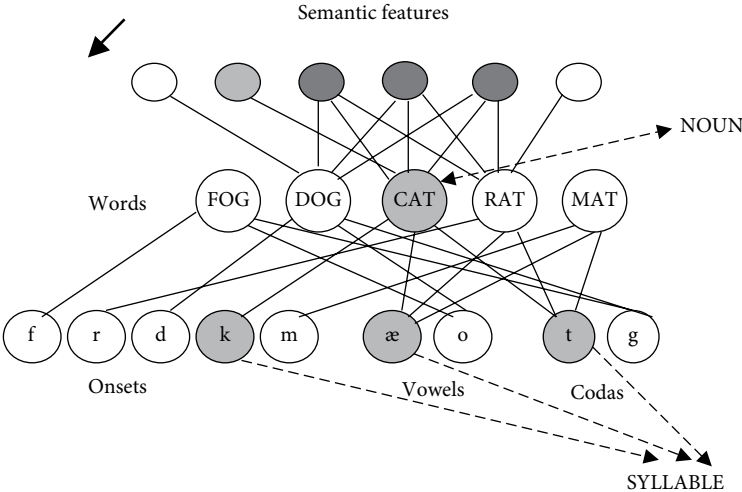 Semantic features
NOUN
Words
FOG DOG CAT RAT MAT
f r d k m æ o t g
Onsets Vowels Codas
SYLLABLE